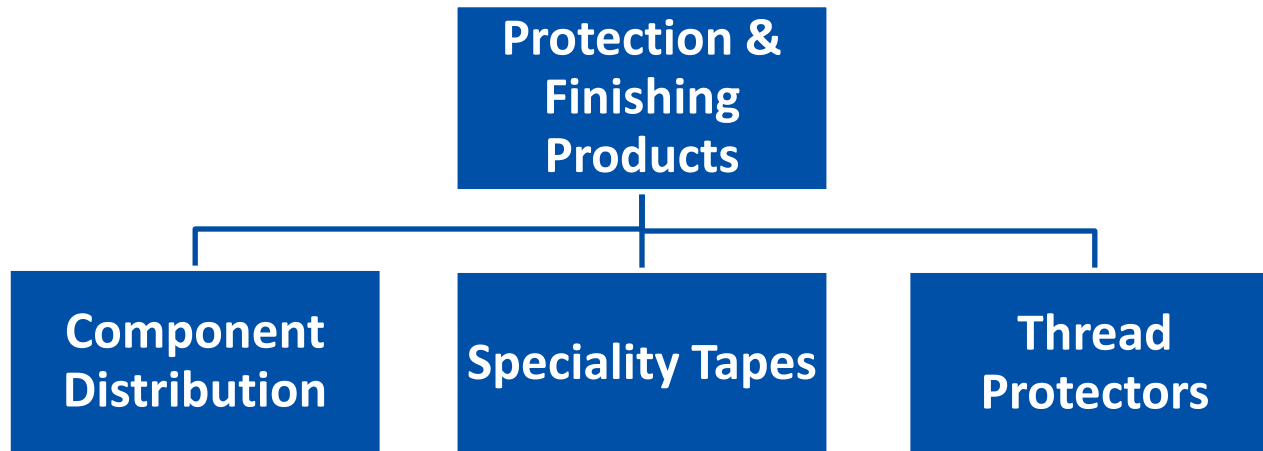 Protection &
Finishing
Products
Component
Distribution
Speciality Tapes
Thread
Protectors